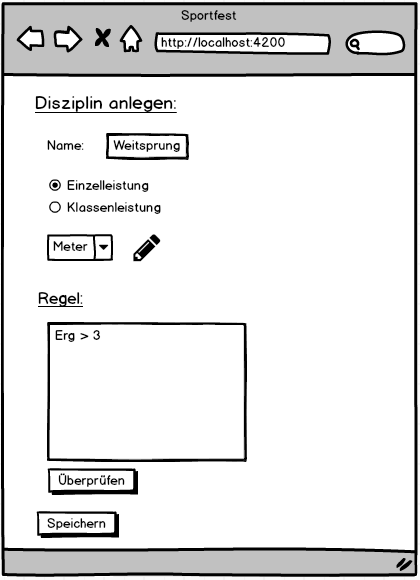 Sportfest
http://localhost:4200
Disziplin anlegen:
Name: Weitsprung
Einzelleistung
Klassenleistung
Meter
Regel:
Erg > 3
Überprüfen
Speichern